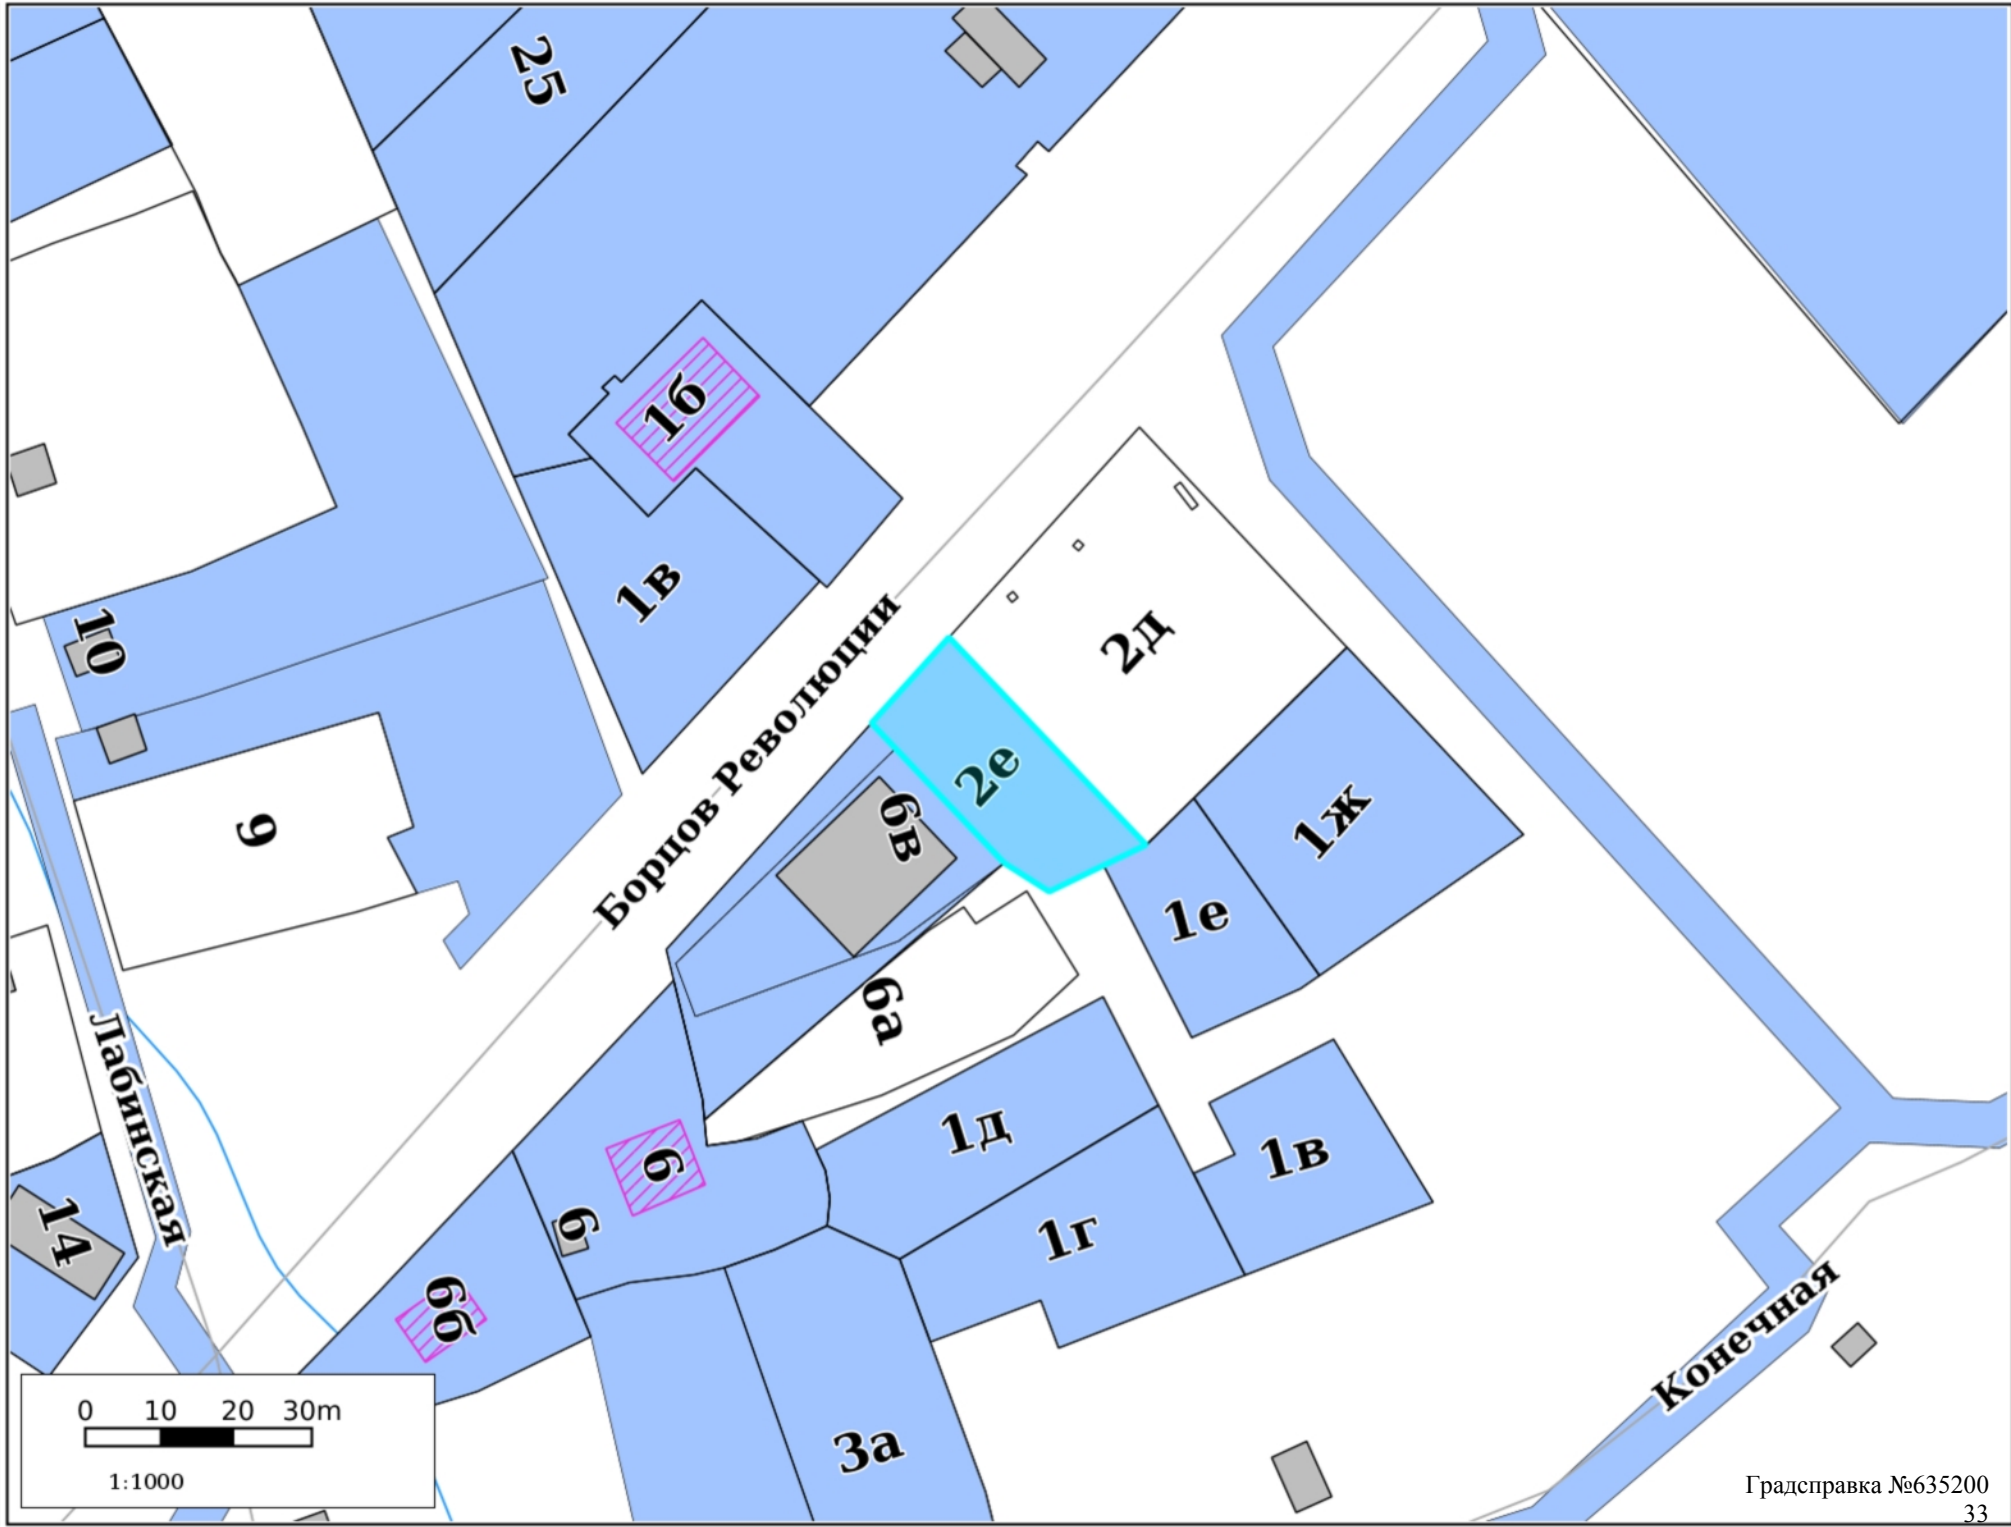 25
1б
1в
10
9
Борцов Революции
2д
2е
6в
1ж
1е
6а
Лабинская
1д
1в
6
6
1г
14
6б
Конечная
3а
0 10 20 30m
1:1000
Градсправка №635200
33